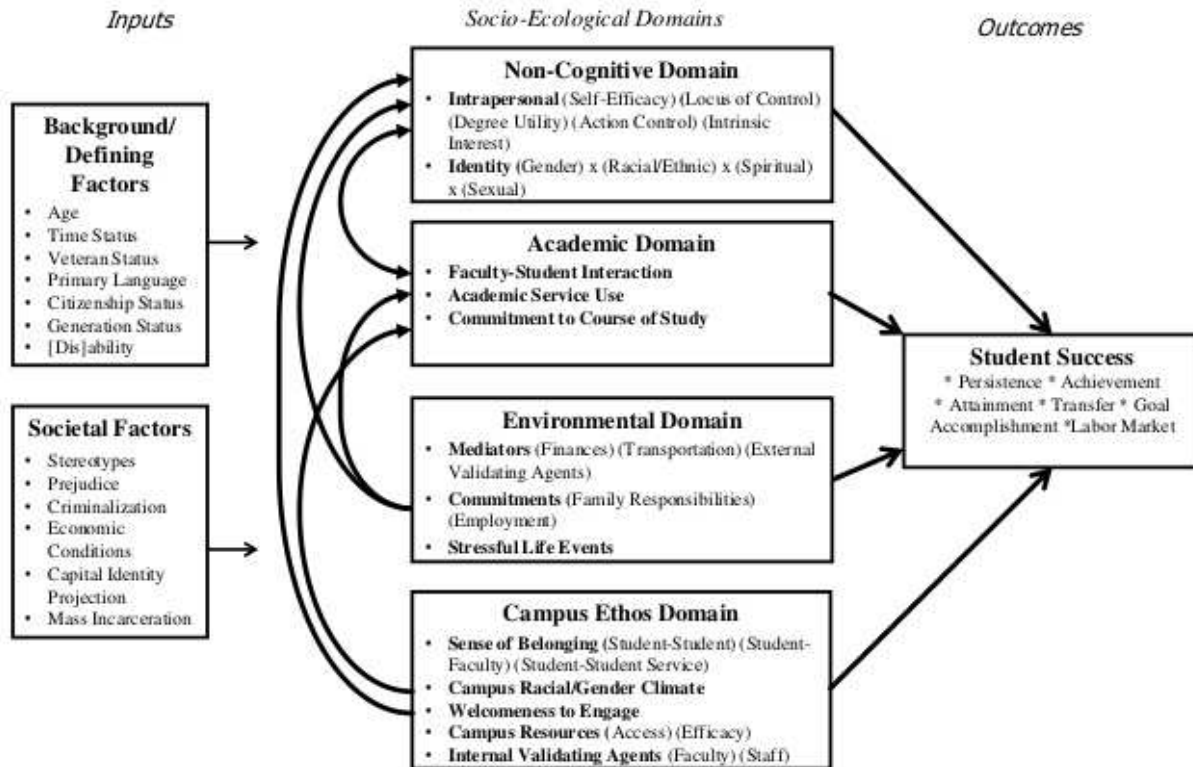 Inputs
Socio-Ecological Domains
Outcomes
Background/
Defining
Factors
• Age
• Time Status
• Veteran Status
• Primary Language
• Citizenship Status
• Generation Status
• [Dis]ability
Societal Factors
• Stereotypes
• Prejudice
• Criminalization
• Economic
Conditions
• Capital Identity
Projection
• Mass Incarceration
Non-Cognitive Domain
• Intrapersonal (Self-Efficacy) (Locus of Control)
(Degree Utility) (Action Control) (Intrinsic
Interest)
• Identity (Gender) x (Racial/Ethnic) x (Spiritual)
x (Sexual)
Academic Domain
• Faculty-Student Interaction
• Academic Service Use
• Commitment to Course of Study
Environmental Domain
• Mediators (Finances) (Transportation) (External
Validating Agents)
• Commitments (Family Responsibilities)
(Employment)
• Stressful Life Events
Campus Ethos Domain
• Sense of Belonging (Student-Student) (Student-
Faculty) (Student-Student Service)
• Campus Racial/Gender Climate
• Welcomeness to Engage
• Campus Resources (Access) (Efficacy)
• Internal Validating Agents (Faculty) (Staff)
Student Success
* Persistence * Achievement
* Attainment * Transfer * Goal
Accomplishment *Labor Market